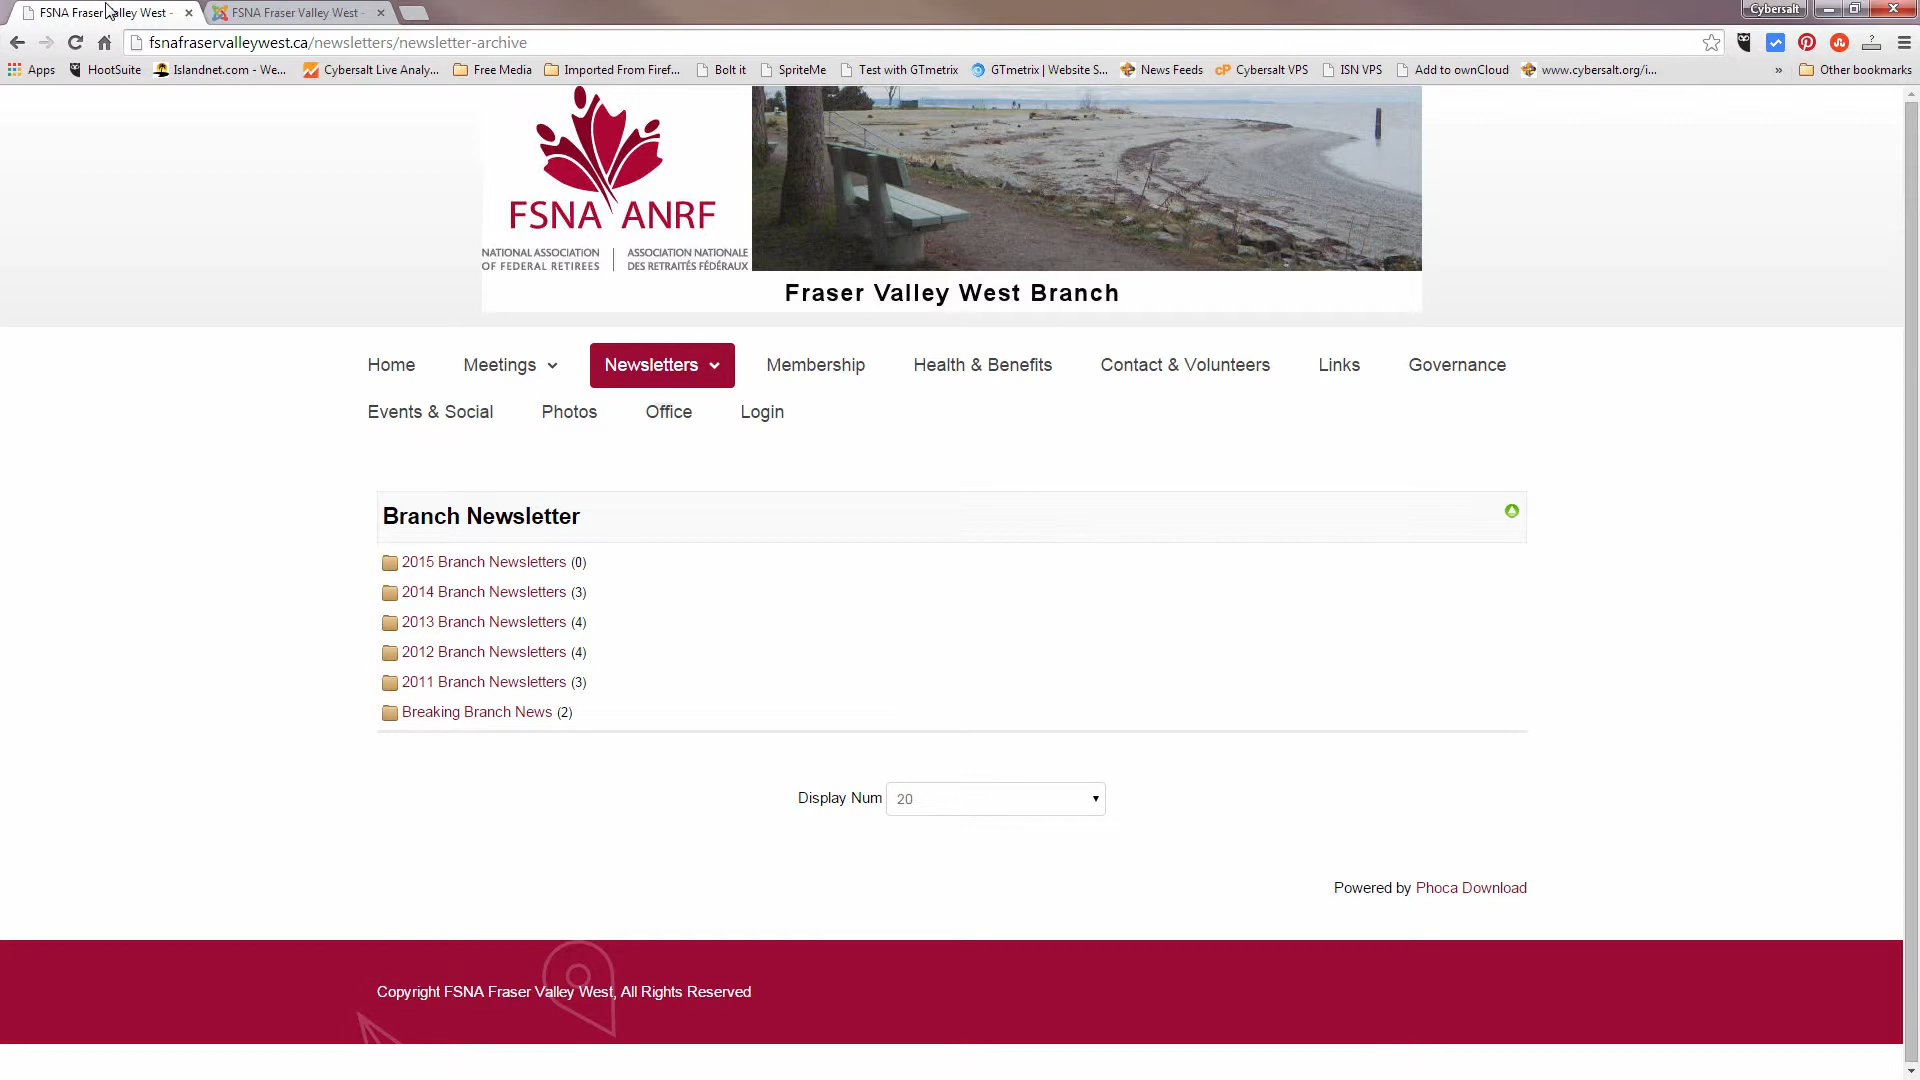 FSNA Fraser Valley West -
FSNA Fraser Valley West -
Cybersalt
fsnafraservalleywest.ca/newsletters/newsletter-archive
Apps
HootSuite
Islandnet.com - We...
Cybersalt Live Analy...
Free Media
Imported From Firef...
Bolt it
SpriteMe
Test with GTmetrix
GTmetrix | Website S...
News Feeds
cP Cybersalt VPS
ISN VPS
Add to ownCloud
www.cybersalt.org/i...
»
Other bookmarks
FSNA ANRF
NATIONAL ASSOCIATION
OF FEDERAL RETIREES
ASSOCIATION NATIONALE
DES RETRAITÉS FÉDÉRAUX
Fraser Valley West Branch
Home
Meetings
Newsletters
Membership
Health & Benefits
Contact & Volunteers
Links
Governance
Events & Social
Photos
Office
Login
Branch Newsletter
2015 Branch Newsletters (0)
2014 Branch Newsletters (3)
2013 Branch Newsletters (4)
2012 Branch Newsletters (4)
2011 Branch Newsletters (3)
Breaking Branch News (2)
Display Num 20
Powered by Phoca Download
Copyright FSNA Fraser Valley West, All Rights Reserved